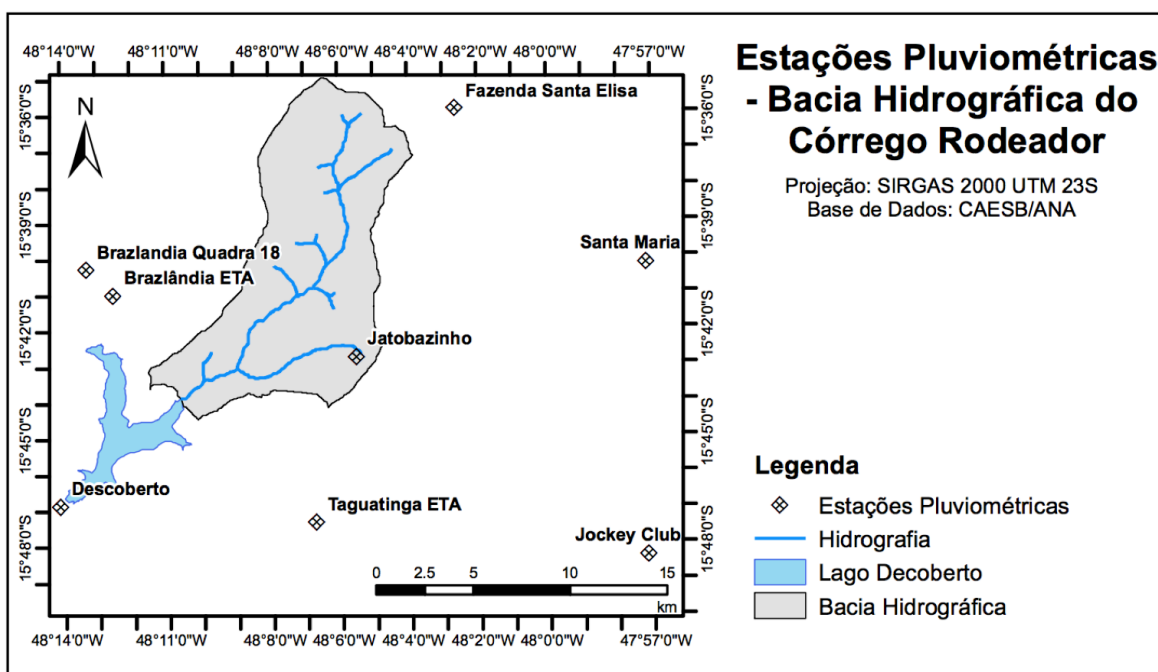 48°14'0"W 48°11'0"W 48°8'0"W 48°6'0"W 48°4'0"W 48°2'0"W 48°0'0"W 47°57'0"W
Estações Pluviométricas
- Bacia Hidrográfica do
Córrego Rodeador
Projeção: SIRGAS 2000 UTM 23S
Base de Dados: CAESB/ANA
N
Fazenda Santa Elisa
15°36'0"S
15°36'0"S
15°39'0"S
15°39'0"S
Santa Maria
Brazlandia Quadra 18
Brazlândia ETA
15°42'0"S
15°42'0"S
Jatobazinho
15°45'0"S
15°45'0"S
Descoberto
Taguatinga ETA
Jockey Club
15°48'0"S
15°48'0"S
0 2.5 5 10 15
km
48°14'0"W 48°11'0"W 48°8'0"W 48°6'0"W 48°4'0"W 48°2'0"W 48°0'0"W 47°57'0"W
Legenda
Estações Pluviométricas
Hidrografia
Lago Decoberto
Bacia Hidrográfica